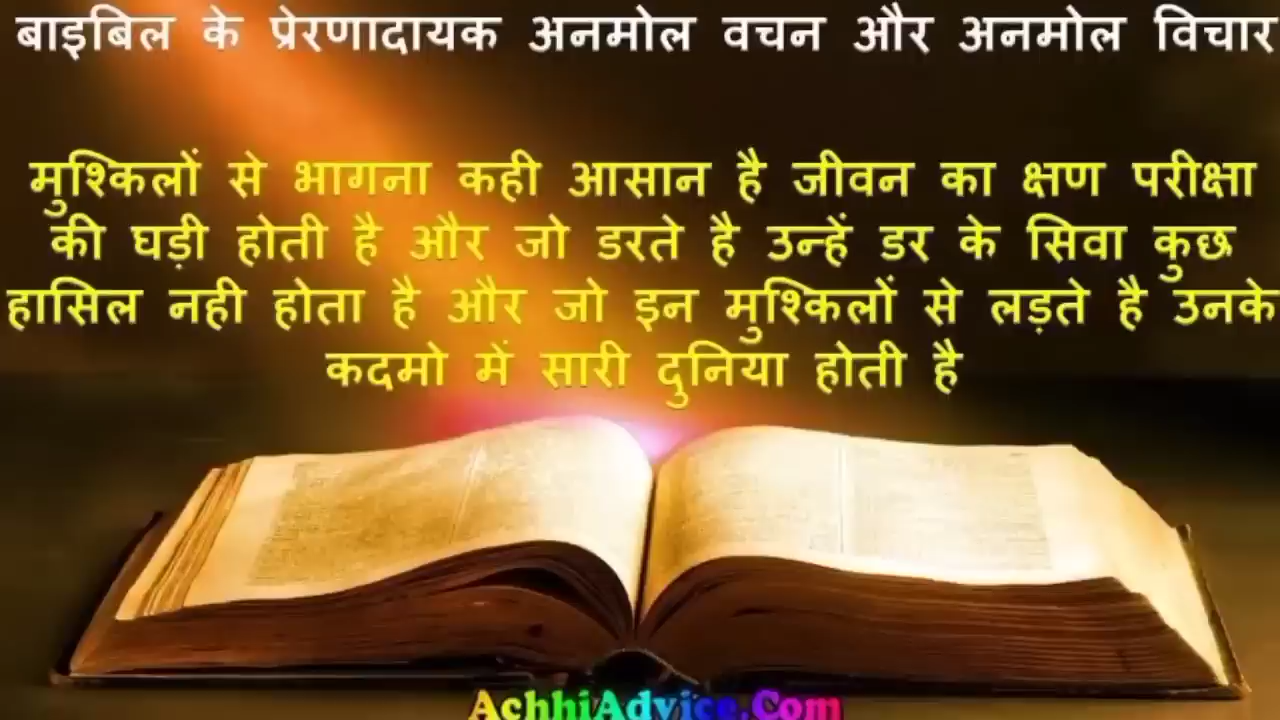 बाइबिल के प्रेरणादायक अनमोल वचन और अनमोल विचार
मुश्किलों से भागना कही आसान है जीवन का क्षण परीक्षा
की घड़ी होती है और जो डरते है उन्हें डर के सिवा कुछ
हासिल नही होता है और जो इन मुश्किलों से लड़ते है उनके
कदमो में सारी दुनिया होती है
AchhiAdvice.Com